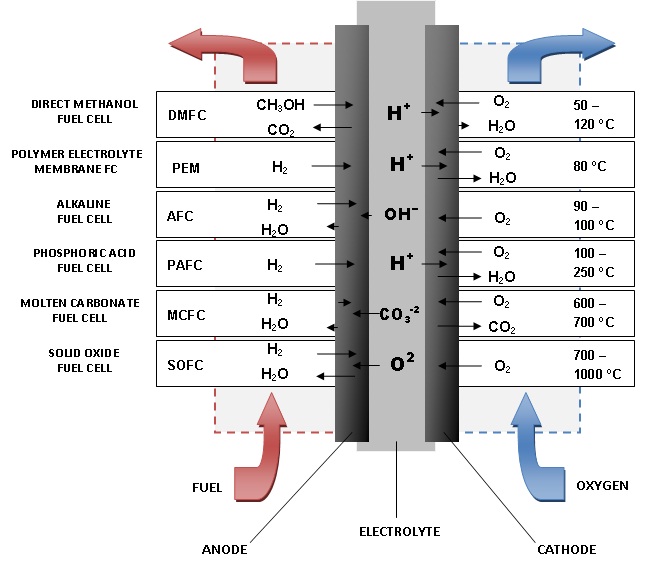 DIRECT METHANOL
FUEL CELL
DMFC
CH₃OH
CO₂
H⁺
O₂
H₂O
50 –
120 °C
POLYMER ELECTROLYTE
MEMBRANE FC
PEM
H₂
H⁺
O₂
H₂O
80 °C
ALKALINE
FUEL CELL
AFC
H₂
H₂O
OH⁻
O₂
90 –
100 °C
PHOSPHORIC ACID
FUEL CELL
PAFC
H₂
H⁺
O₂
H₂O
100 –
250 °C
MOLTEN CARBONATE
FUEL CELL
MCFC
H₂
H₂O
CO₃⁻²
O₂
CO₂
600 –
700 °C
SOLID OXIDE
FUEL CELL
SOFC
H₂
H₂O
O²
O₂
700 –
1000 °C
FUEL
OXYGEN
ELECTROLYTE
ANODE
CATHODE